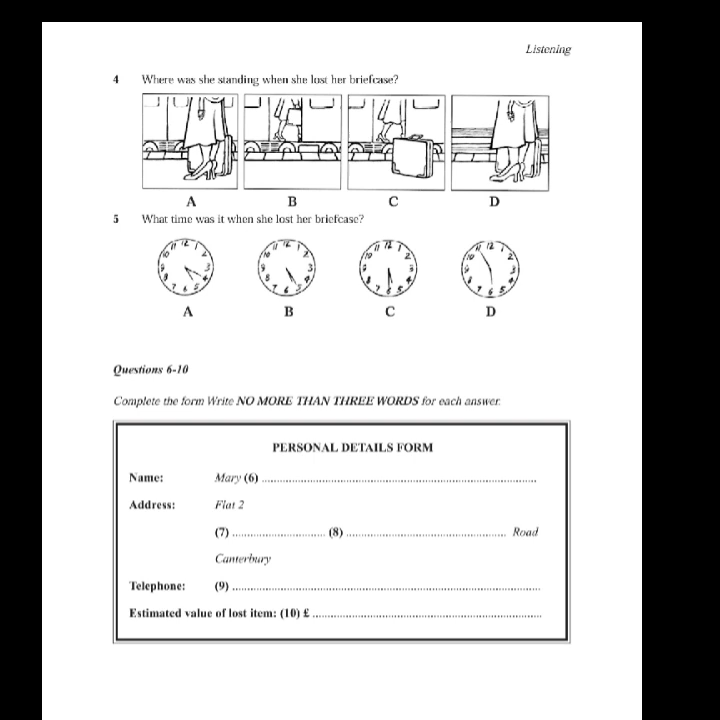 Listening
4 Where was she standing when she lost her briefcase?
A B C D
5 What time was it when she lost her briefcase?
A B C D
Questions 6-10
Complete the form Write NO MORE THAN THREE WORDS for each answer.
PERSONAL DETAILS FORM
Name: Mary (6) ....................
Address: Flat 2
(7) .................... (8) .................... Road
Canterbury
Telephone: (9) ....................
Estimated value of lost item: (10) £ ....................